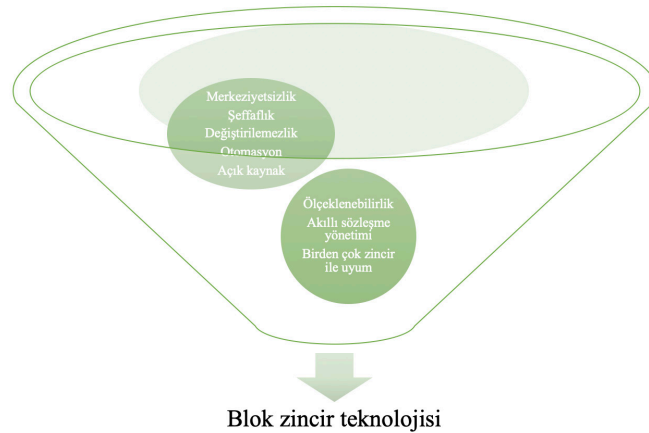 Merkeziyetsizlik
Şeffaflık
Değiştirilemezlik
Otomasyon
Açık kaynak
Ölçeklenebilirlik
Akıllı sözleşme
yönetimi
Birden çok zincir
ile uyum
Blok zincir teknolojisi